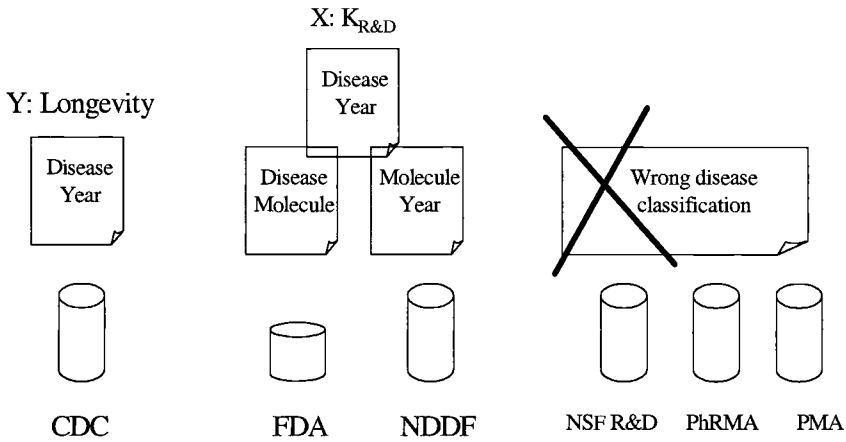 X: K_R&D
Disease
Year
Y: Longevity
Disease
Year
Disease
Molecule
Molecule
Year
Wrong disease
classification
CDC
FDA
NDDF
NSF R&D
PhRMA
PMA